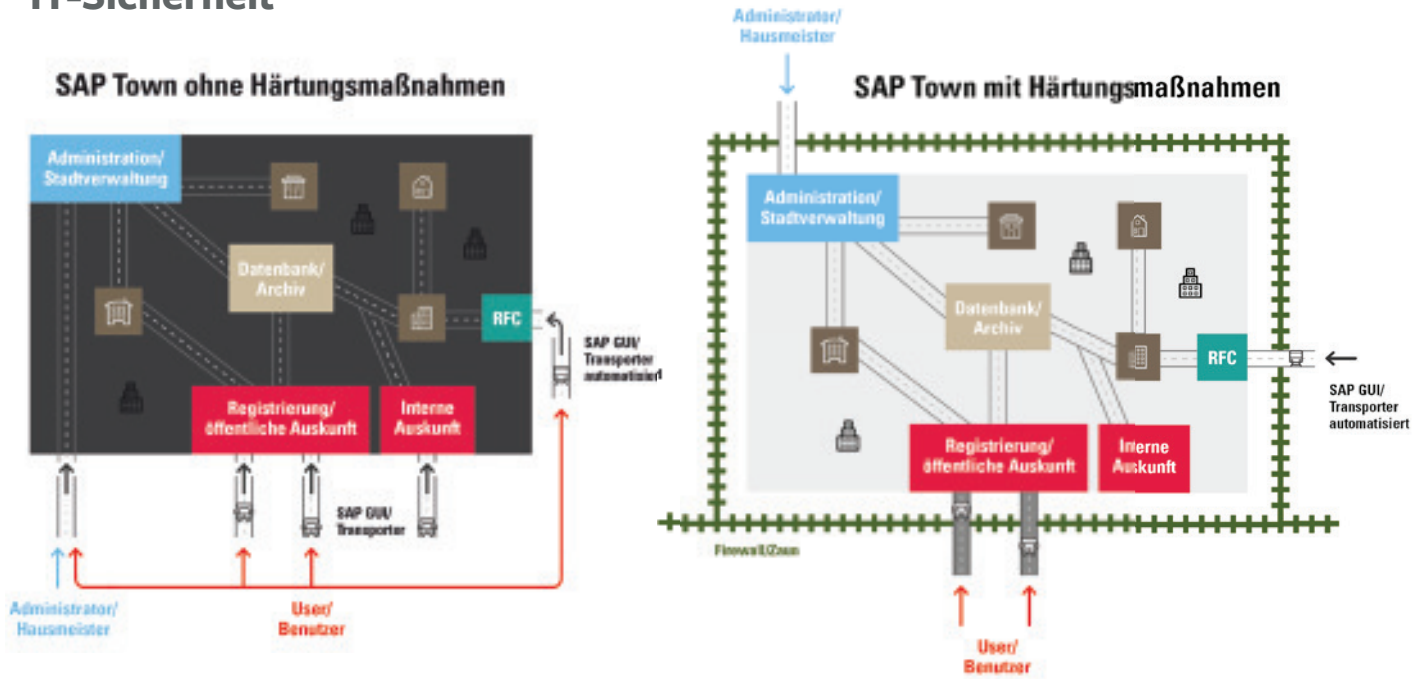 IT-Sicherheit
SAP Town ohne Härtungsmaßnahmen
Administration/
Stadtverwaltung
Datenbank/
Archiv
RFC
SAP GUI/
Transporter
automatisiert
Registrierung/
öffentliche Auskunft
Interne
Auskunft
SAP GUI/
Transporter
Administrator/
Hausmeister
User/
Benutzer
Administrator/
Hausmeister
SAP Town mit Härtungsmaßnahmen
Administration/
Stadtverwaltung
Datenbank/
Archiv
RFC
SAP GUI/
Transporter
automatisiert
Registrierung/
öffentliche Auskunft
Interne
Auskunft
Firewall/Zaun
User/
Benutzer